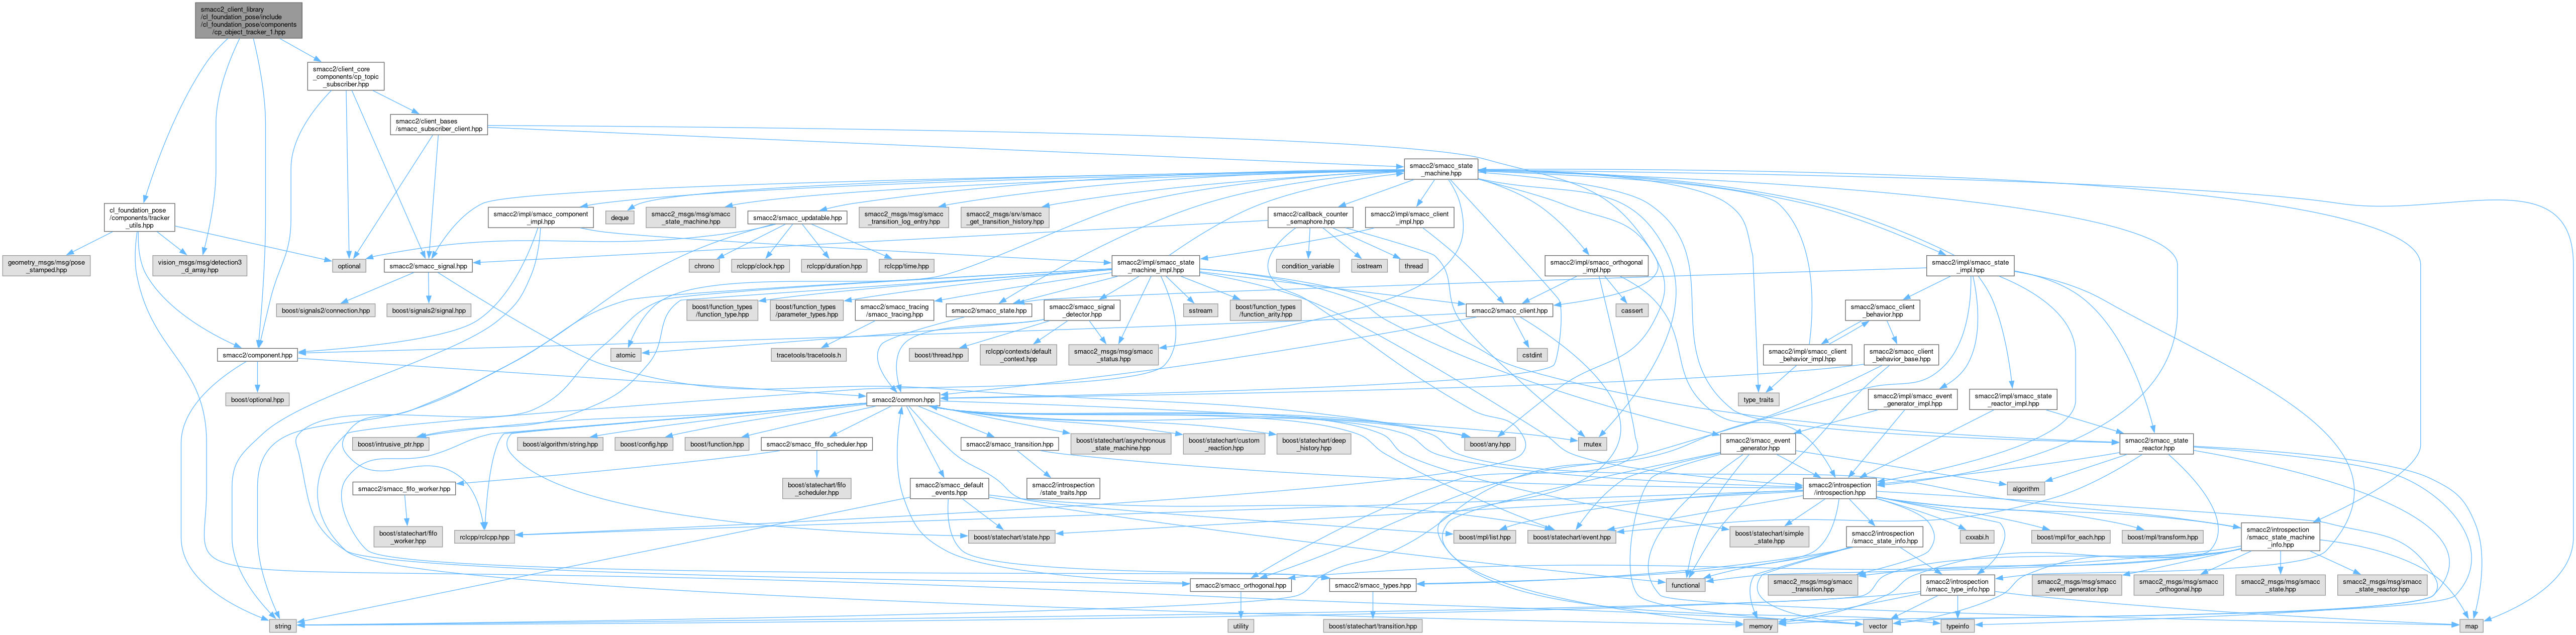 smacc2_client_library
/cl_foundation_pose/include
/cl_foundation_pose/components
/cp_object_tracker_1.hpp
smacc2/client_core
_components/cp_topic
_subscriber.hpp
smacc2/client_bases
/smacc_subscriber_client.hpp
smacc2/smacc_state
_machine.hpp
cl_foundation_pose
/components/tracker
_utils.hpp
smacc2/impl/smacc_component
_impl.hpp
deque
smacc2_msgs/msg/smacc
_state_machine.hpp
smacc2/smacc_updatable.hpp
smacc2_msgs/msg/smacc
_transition_log_entry.hpp
smacc2_msgs/srv/smacc
_get_transition_history.hpp
smacc2/callback_counter
_semaphore.hpp
smacc2/impl/smacc_client
_impl.hpp
geometry_msgs/msg/pose
_stamped.hpp
vision_msgs/msg/detection3
_d_array.hpp
optional
smacc2/smacc_signal.hpp
chrono
rclcpp/clock.hpp
rclcpp/duration.hpp
rclcpp/time.hpp
smacc2/impl/smacc_state
_machine_impl.hpp
condition_variable
iostream
thread
smacc2/impl/smacc_orthogonal
_impl.hpp
smacc2/impl/smacc_state
_impl.hpp
boost/signals2/connection.hpp
boost/signals2/signal.hpp
boost/function_types
/function_type.hpp
boost/function_types
/parameter_types.hpp
smacc2/smacc_tracing
/smacc_tracing.hpp
smacc2/smacc_state.hpp
smacc2/smacc_signal
_detector.hpp
sstream
boost/function_types
/function_arity.hpp
smacc2/smacc_client.hpp
cassert
smacc2/smacc_client
_behavior.hpp
smacc2/component.hpp
atomic
tracetools/tracetools.h
boost/thread.hpp
rclcpp/contexts/default
_context.hpp
smacc2_msgs/msg/smacc
_status.hpp
cstdint
smacc2/impl/smacc_client
_behavior_impl.hpp
smacc2/smacc_client
_behavior_base.hpp
boost/optional.hpp
smacc2/common.hpp
type_traits
smacc2/impl/smacc_event
_generator_impl.hpp
smacc2/impl/smacc_state
_reactor_impl.hpp
boost/intrusive_ptr.hpp
boost/algorithm/string.hpp
boost/config.hpp
boost/function.hpp
smacc2/smacc_fifo_scheduler.hpp
smacc2/smacc_transition.hpp
boost/statechart/asynchronous
_state_machine.hpp
boost/statechart/custom
_reaction.hpp
boost/statechart/deep
_history.hpp
boost/any.hpp
mutex
smacc2/smacc_event
_generator.hpp
smacc2/smacc_state
_reactor.hpp
smacc2/smacc_fifo_worker.hpp
boost/statechart/fifo
_scheduler.hpp
smacc2/smacc_default
_events.hpp
smacc2/introspection
/state_traits.hpp
smacc2/introspection
/introspection.hpp
algorithm
boost/statechart/fifo
_worker.hpp
rclcpp/rclcpp.hpp
boost/statechart/state.hpp
boost/mpl/list.hpp
boost/statechart/event.hpp
boost/statechart/simple
_state.hpp
smacc2/introspection
/smacc_state_info.hpp
cxxabi.h
boost/mpl/for_each.hpp
boost/mpl/transform.hpp
smacc2/introspection
/smacc_state_machine
_info.hpp
smacc2/smacc_orthogonal.hpp
smacc2/smacc_types.hpp
functional
smacc2_msgs/msg/smacc
_transition.hpp
smacc2/introspection
/smacc_type_info.hpp
smacc2_msgs/msg/smacc
_event_generator.hpp
smacc2_msgs/msg/smacc
_orthogonal.hpp
smacc2_msgs/msg/smacc
_state.hpp
smacc2_msgs/msg/smacc
_state_reactor.hpp
string
utility
boost/statechart/transition.hpp
memory
vector
typeinfo
map